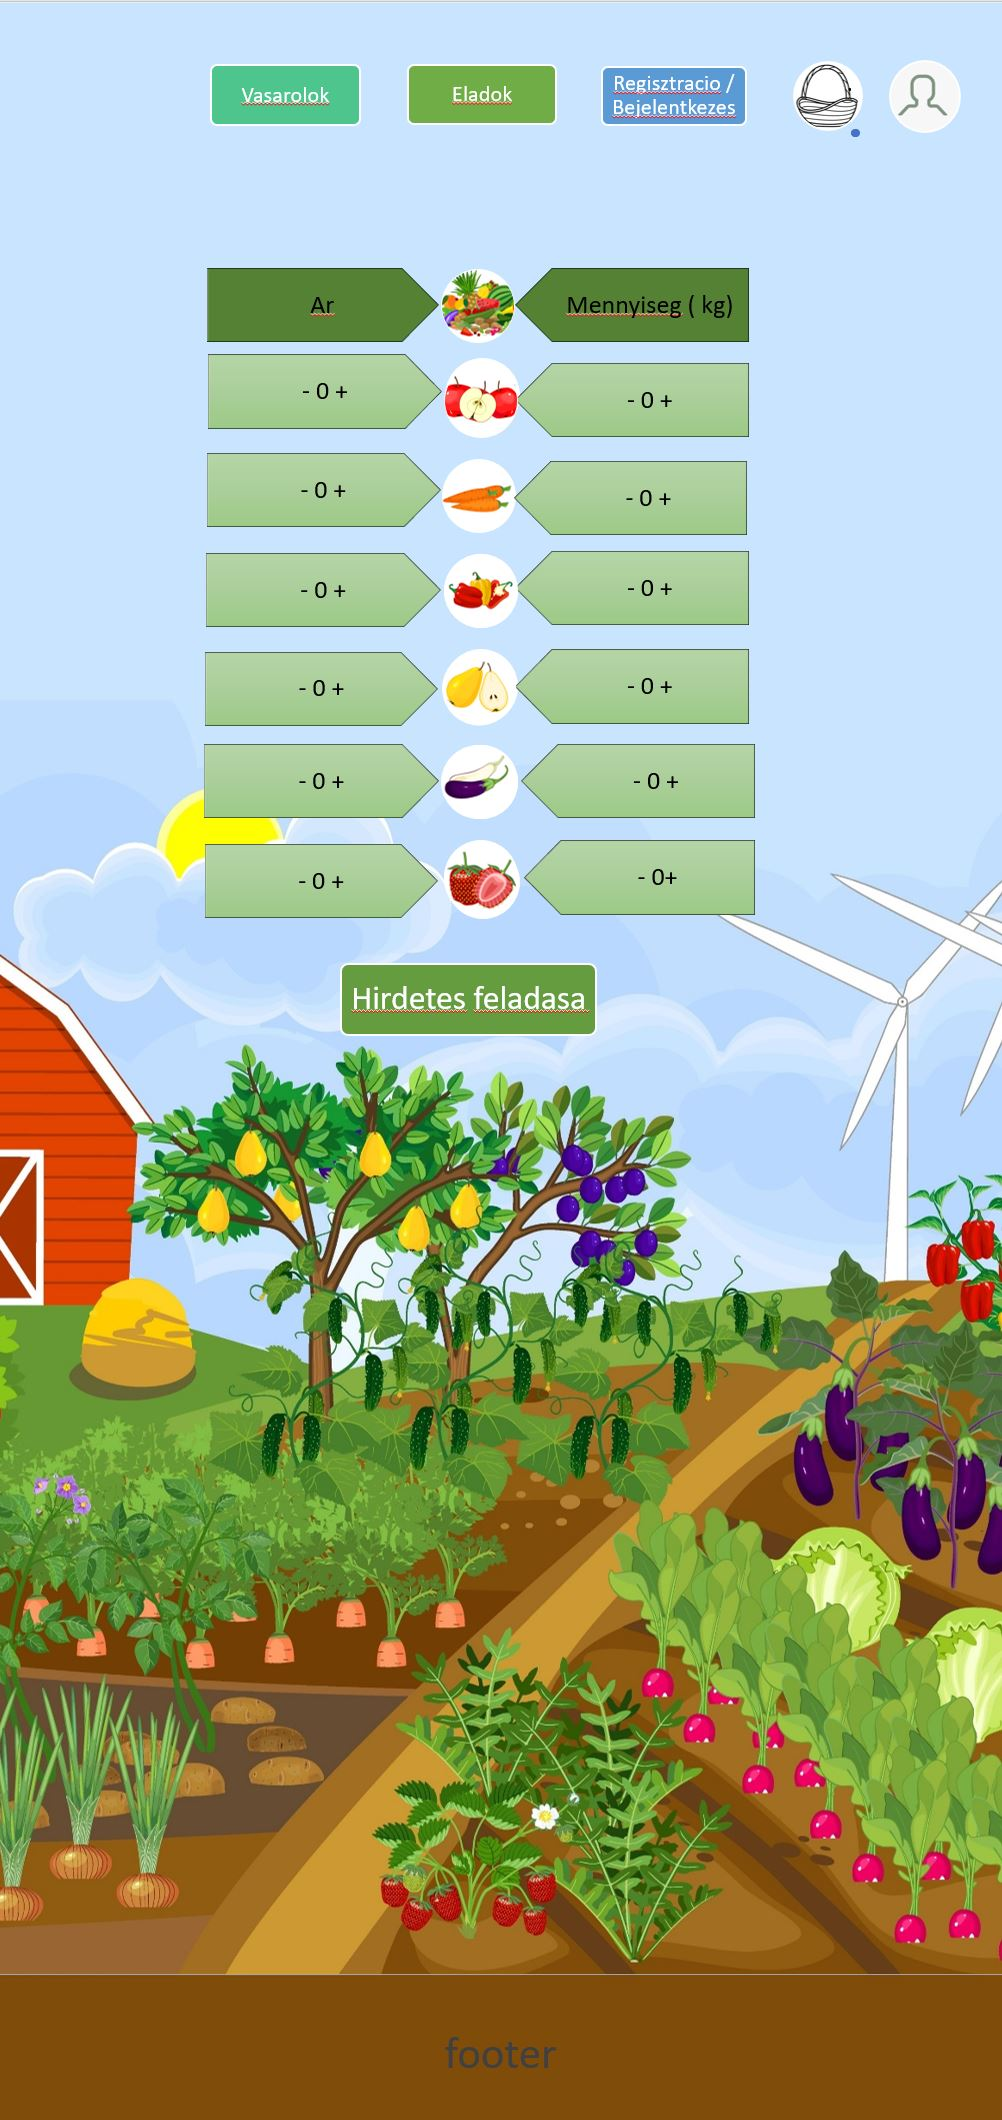 Vasarolok
Eladok
Regisztracio /
Bejelentkezes
Ar
Mennyiseg ( kg)
- 0 +
- 0 +
- 0 +
- 0 +
- 0 +
- 0 +
- 0 +
- 0 +
- 0 +
- 0 +
- 0 +
- 0+
Hirdetes feladasa
footer